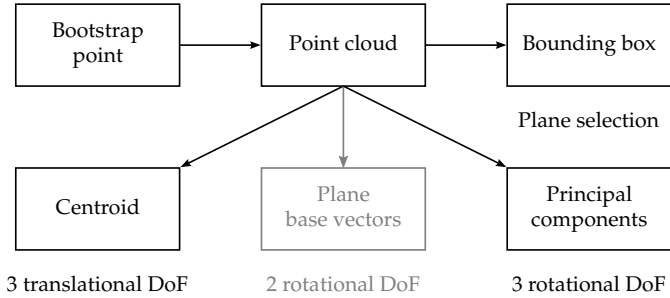 Bootstrap
point
Point cloud
Bounding box
Plane selection
Centroid
Plane
base vectors
Principal
components
3 translational DoF
2 rotational DoF
3 rotational DoF